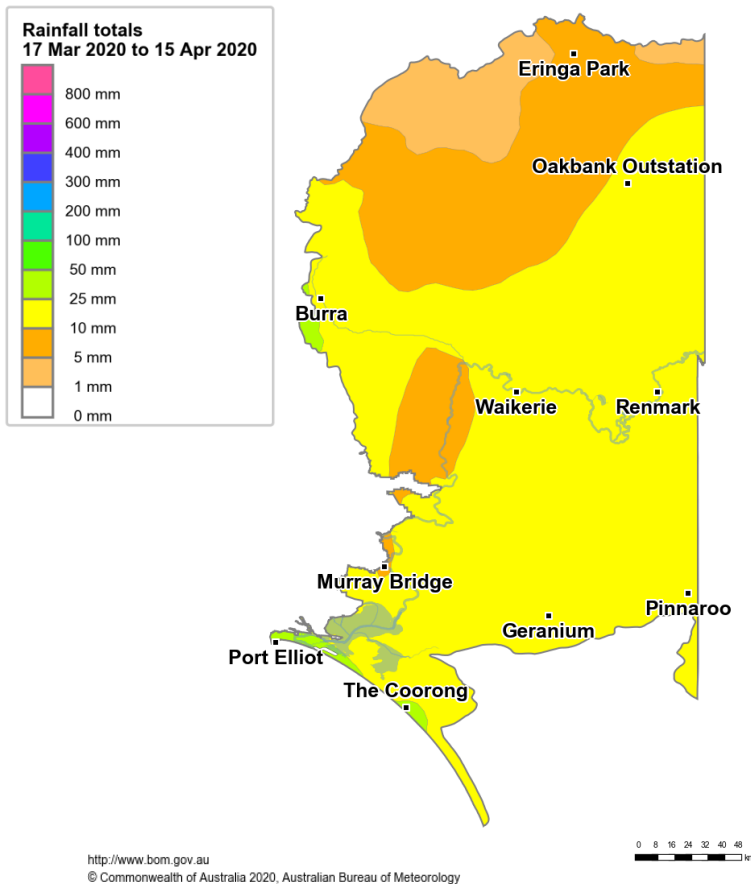 Rainfall totals
17 Mar 2020 to 15 Apr 2020
800 mm
600 mm
400 mm
300 mm
200 mm
100 mm
50 mm
25 mm
10 mm
5 mm
1 mm
0 mm
Eringa Park
Oakbank Outstation
Burra
Waikerie
Renmark
Murray Bridge
Pinnaroo
Geranium
Port Elliot
The Coorong
0 8 16 24 32 40 48
http://www.bom.gov.au
© Commonwealth of Australia 2020, Australian Bureau of Meteorology